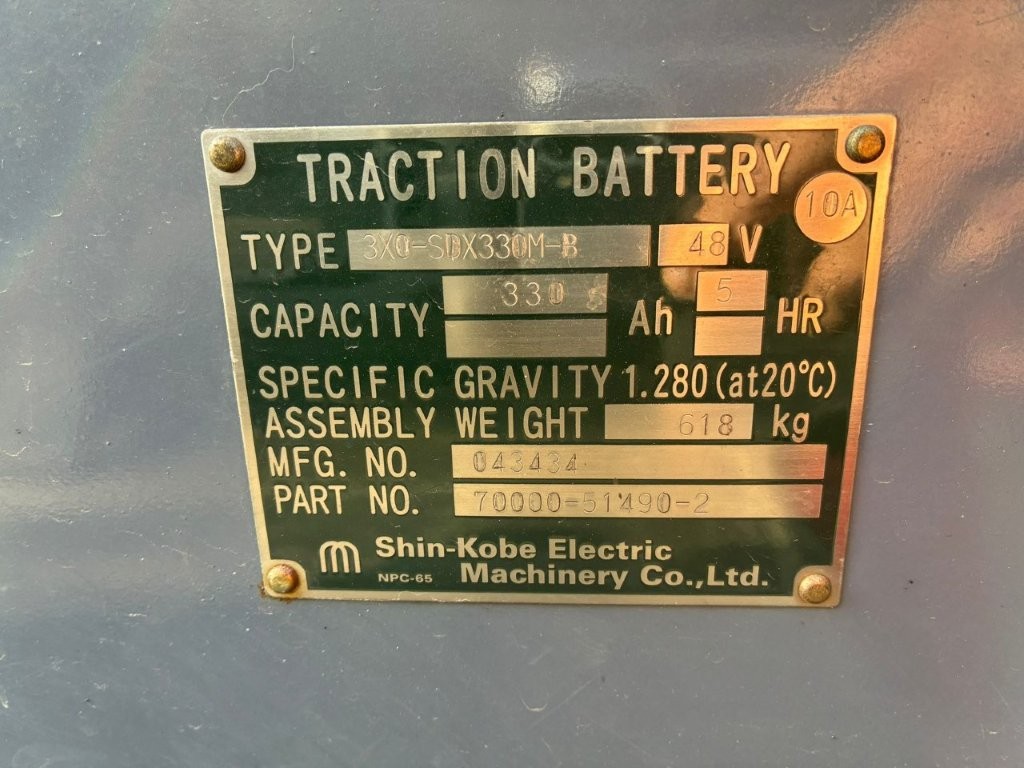 TRACTION BATTERY
10A
TYPE 3X0-SDX330M-B 48 V
CAPACITY 330 Ah 5 HR
SPECIFIC GRAVITY 1.280 (at20°C)
ASSEMBLY WEIGHT 618 kg
MFG. NO. 043434
PART NO. 70000-51490-2
Shin-Kobe Electric
NPC-65 Machinery Co.,Ltd.